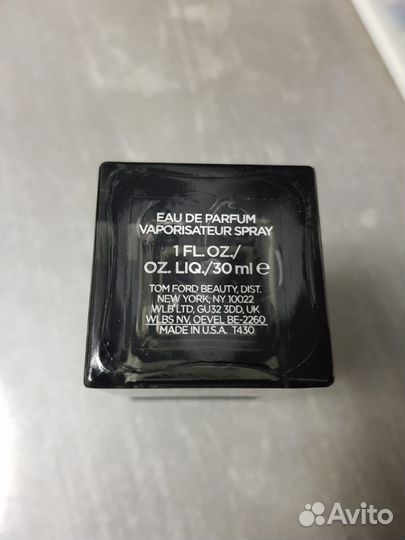 EAU DE PARFUM
VAPORISATEUR SPRAY
1 FL.OZ./
OZ. LIQ./30 ml ℮
TOM FORD BEAUTY, DIST.
NEW YORK, NY 10022
WLB LTD, GU32 3DD, UK
WLBS NV, OEVEL BE-2260
MADE IN U.S.A. T430
Avito